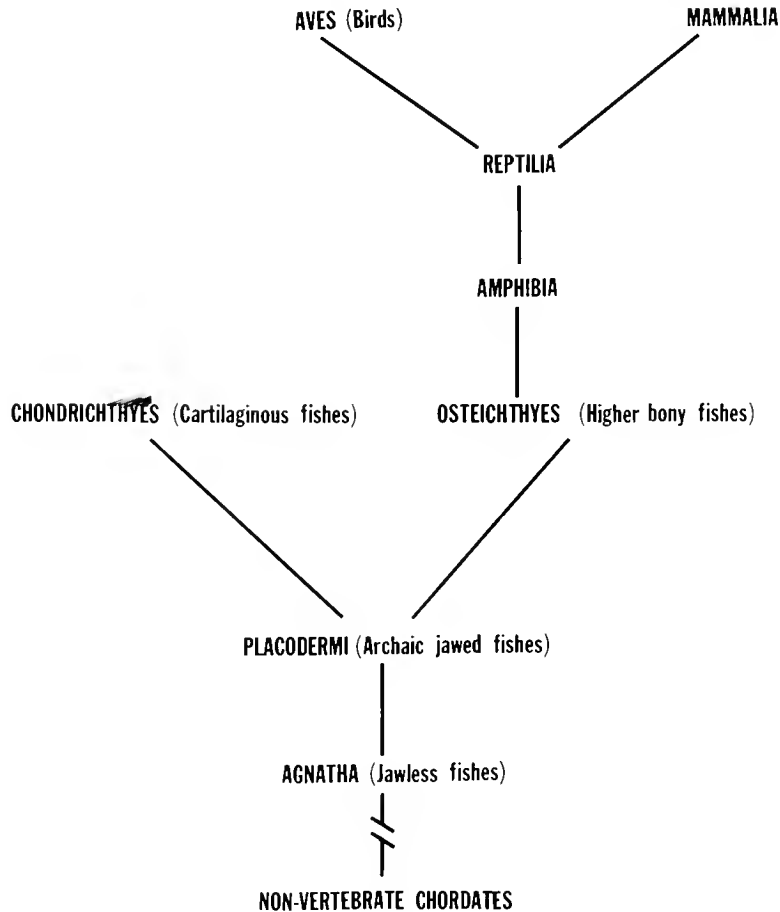 AVES (Birds)
MAMMALIA
REPTILIA
AMPHIBIA
CHONDRICHTHYES (Cartilaginous fishes)
OSTEICHTHYES (Higher bony fishes)
PLACODERMI (Archaic jawed fishes)
AGNATHA (Jawless fishes)
NON-VERTEBRATE CHORDATES